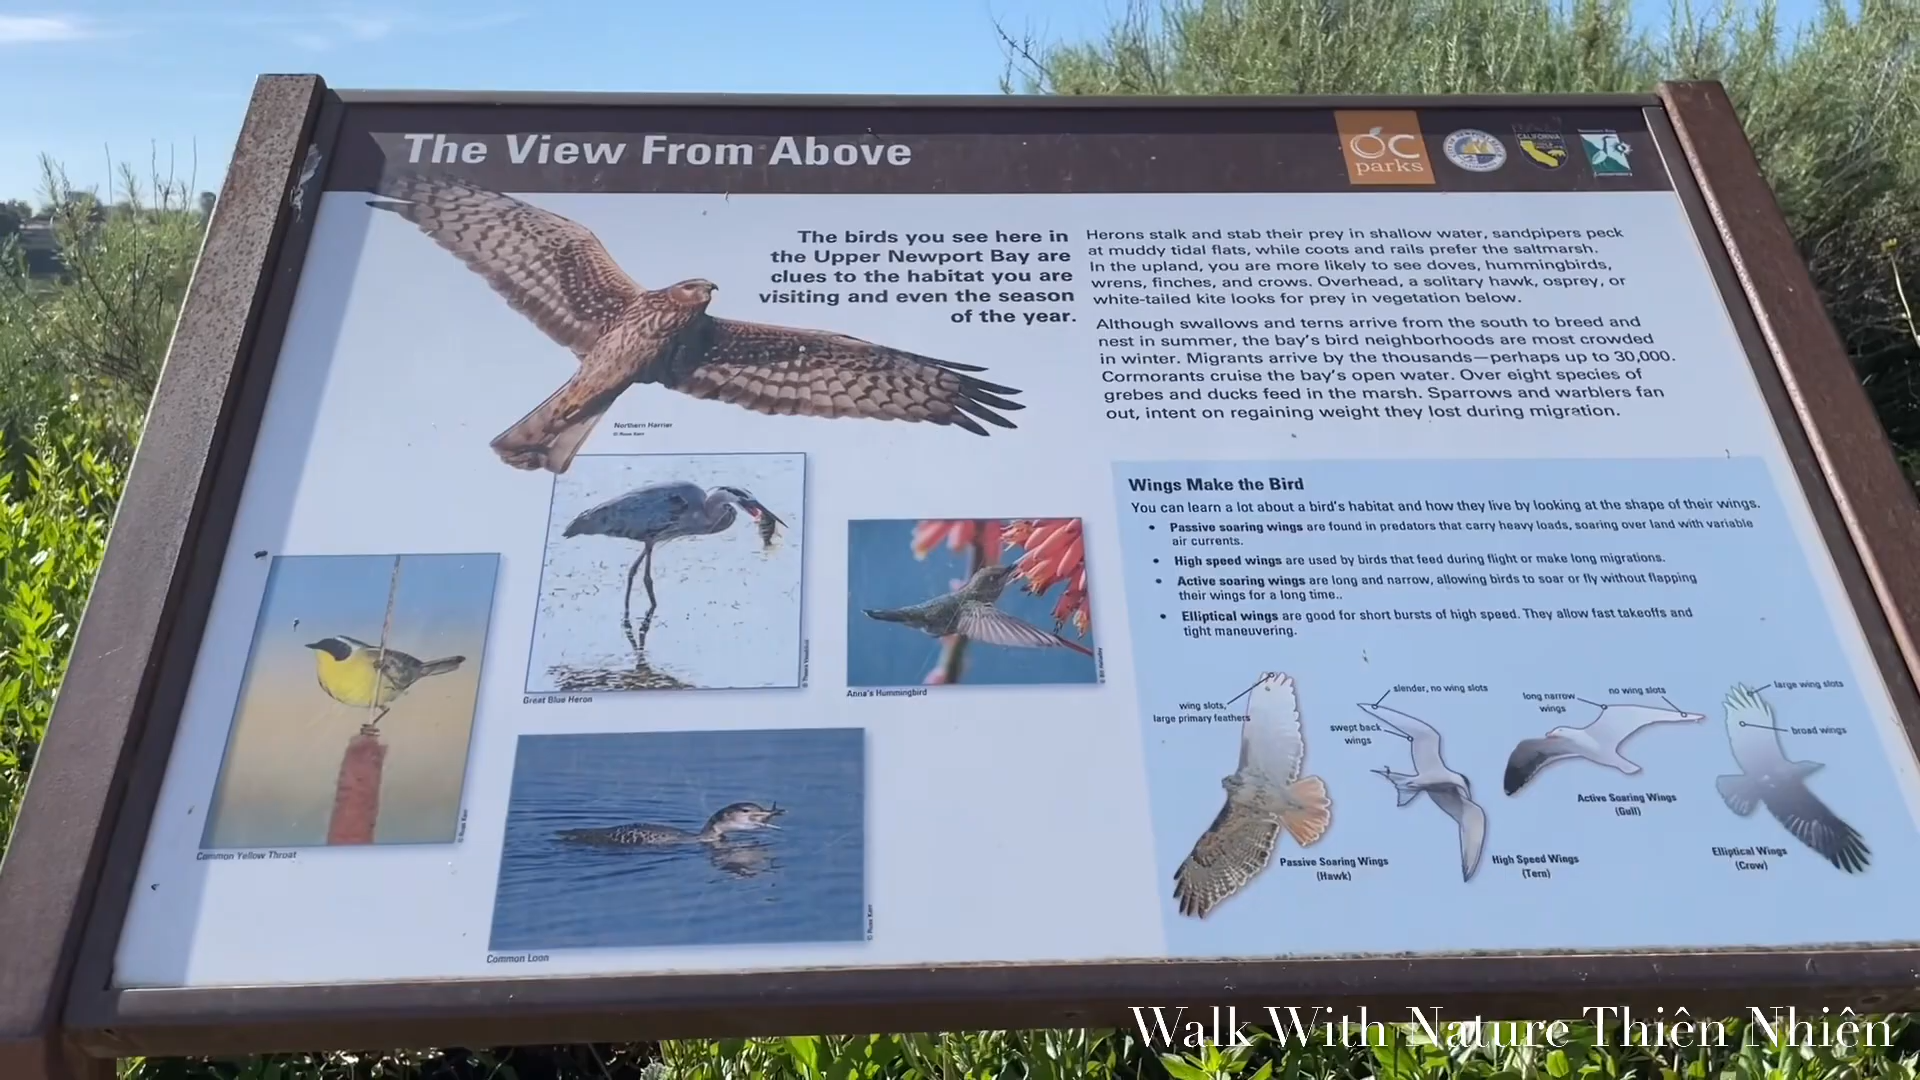 The View From Above
OC
parks
CALIFORNIA
The birds you see here in
the Upper Newport Bay are
clues to the habitat you are
visiting and even the season
of the year.
Herons stalk and stab their prey in shallow water, sandpipers peck
at muddy tidal flats, while coots and rails prefer the saltmarsh.
In the upland, you are more likely to see doves, hummingbirds,
wrens, finches, and crows. Overhead, a solitary hawk, osprey, or
white-tailed kite looks for prey in vegetation below.
Although swallows and terns arrive from the south to breed and
nest in summer, the bay's bird neighborhoods are most crowded
in winter. Migrants arrive by the thousands—perhaps up to 30,000.
Cormorants cruise the bay's open water. Over eight species of
grebes and ducks feed in the marsh. Sparrows and warblers fan
out, intent on regaining weight they lost during migration.
Northern Harrier
© Russ Kerr
Great Blue Heron
Anna's Hummingbird
Common Yellow Throat
© Russ Kerr
Common Loon
© Russ Kerr
Wings Make the Bird
You can learn a lot about a bird's habitat and how they live by looking at the shape of their wings.
• Passive soaring wings are found in predators that carry heavy loads, soaring over land with variable
air currents.
• High speed wings are used by birds that feed during flight or make long migrations.
• Active soaring wings are long and narrow, allowing birds to soar or fly without flapping
their wings for a long time..
• Elliptical wings are good for short bursts of high speed. They allow fast takeoffs and
tight maneuvering.
wing slots,
large primary feathers
Passive Soaring Wings
(Hawk)
slender, no wing slots
swept back
wings
High Speed Wings
(Tern)
long narrow
wings
no wing slots
Active Soaring Wings
(Gull)
large wing slots
broad wings
Elliptical Wings
(Crow)
Walk With Nature Thiên Nhiên